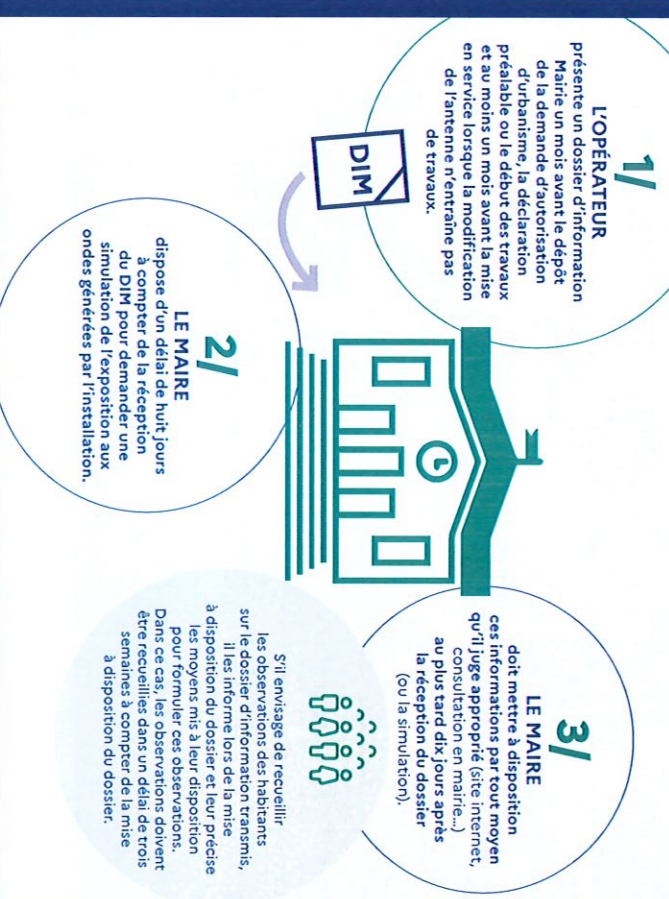 1/
L'OPÉRATEUR
présente un dossier d'information
Mairie un mois avant le dépôt
de la demande d'autorisation
d'urbanisme, la déclaration
préalable ou le début des travaux
et au moins un mois avant la mise
en service lorsque la modification
de l'antenne n'entraîne pas
de travaux.
DIM
2/
LE MAIRE
dispose d'un délai de huit jours
à compter de la réception
du DIM pour demander une
simulation de l'exposition aux
ondes générées par l'installation.
3/
LE MAIRE
doit mettre à disposition
ces informations par tout moyen
qu'il juge approprié (site internet,
consultation en mairie...)
au plus tard dix jours après
la réception du dossier
(ou la simulation).
S'il envisage de recueillir
les observations des habitants
sur le dossier d'information transmis,
il les informe lors de la mise
à disposition du dossier et leur précise
les moyens mis à leur disposition
pour formuler ces observations.
Dans ce cas, les observations doivent
être recueillies dans un délai de trois
semaines à compter de la mise
à disposition du dossier.